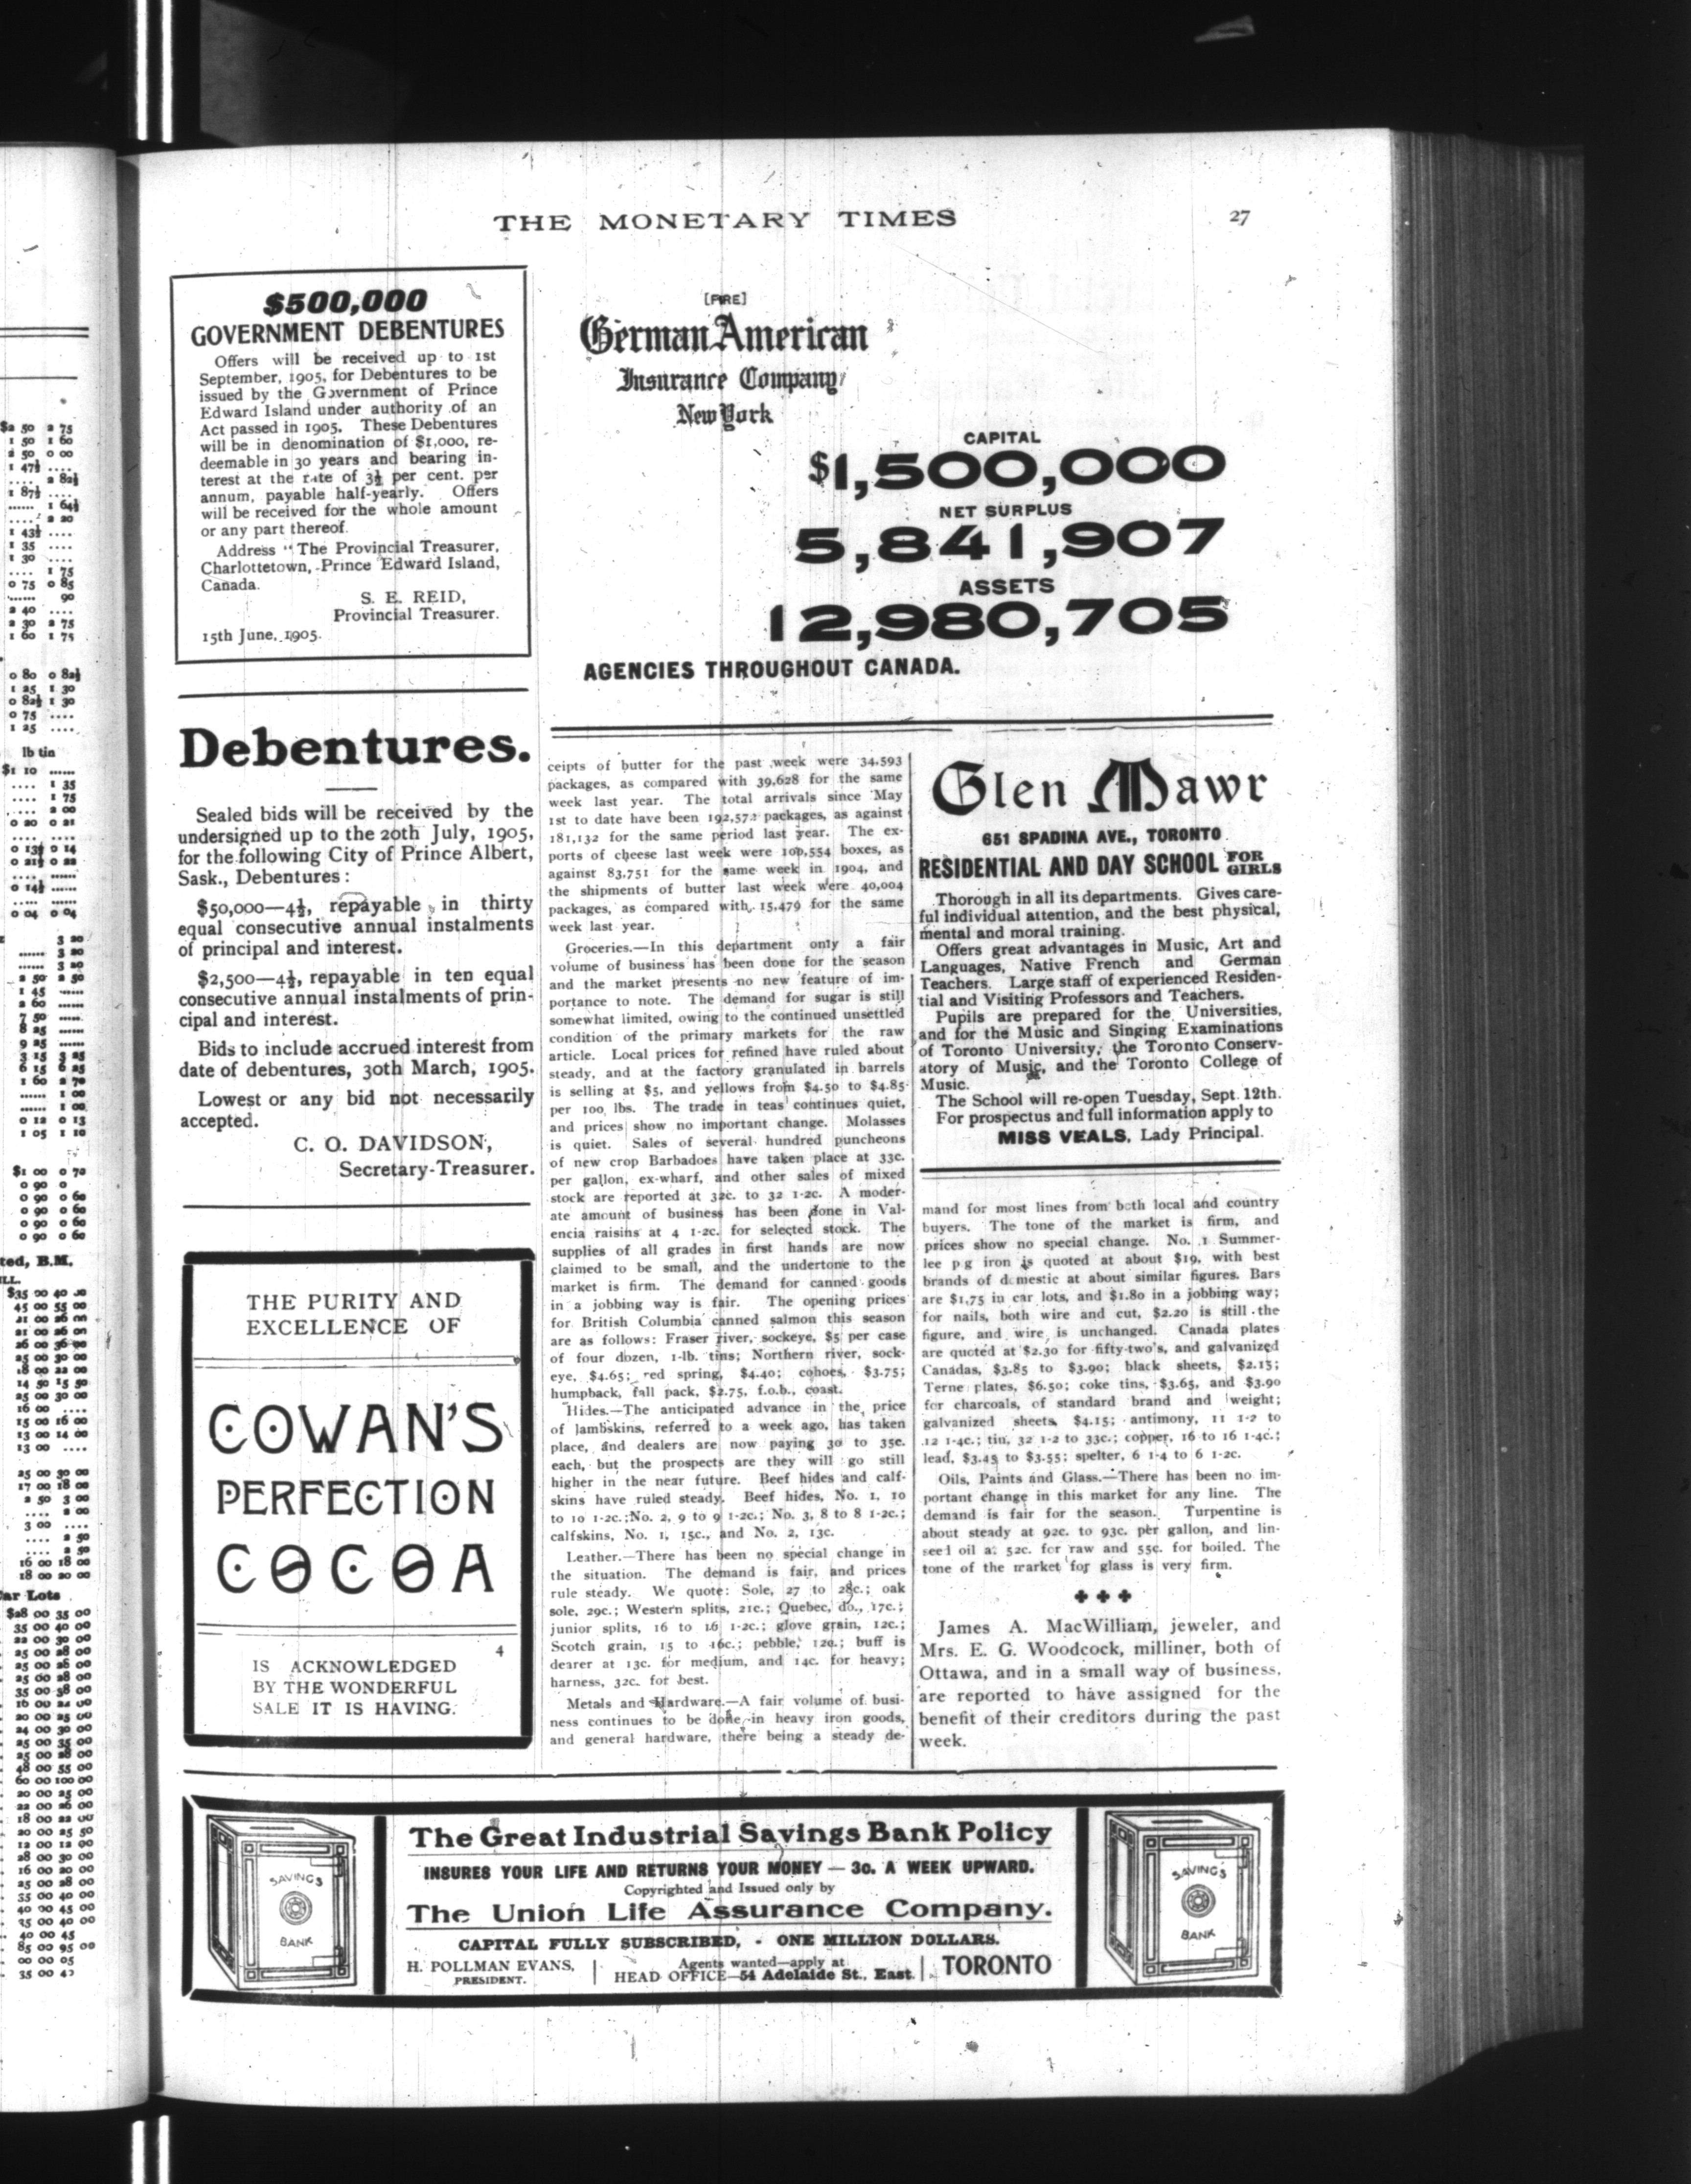 THE MONETARY TIMES
27
$500,000
GOVERNMENT DEBENTURES
Offers will be received up to 1st
September, 1905, for Debentures to be
issued by the Government of Prince
Edward Island under authority of an
Act passed in 1905. These Debentures
will be in denomination of $1,000, re-
deemable in 30 years and bearing in-
terest at the rate of 3½ per cent. per
annum, payable half-yearly. Offers
will be received for the whole amount
or any part thereof.
Address "The Provincial Treasurer,
Charlottetown, Prince Edward Island,
Canada.
S. E. REID,
Provincial Treasurer.
15th June, 1905.
Debentures.
Sealed bids will be received by the
undersigned up to the 20th July, 1905,
for the following City of Prince Albert,
Sask., Debentures:
$50,000—4½, repayable in thirty
equal consecutive annual instalments
of principal and interest.
$2,500—4½, repayable in ten equal
consecutive annual instalments of prin-
cipal and interest.
Bids to include accrued interest from
date of debentures, 30th March, 1905.
Lowest or any bid not necessarily
accepted.
C. O. DAVIDSON,
Secretary-Treasurer.
THE PURITY AND
EXCELLENCE OF
COWAN'S
PERFECTION
COCOA
4
IS ACKNOWLEDGED
BY THE WONDERFUL
SALE IT IS HAVING.
[FIRE]
German American
Insurance Company
New York
CAPITAL
$1,500,000
NET SURPLUS
5,841,907
ASSETS
12,980,705
AGENCIES THROUGHOUT CANADA.
ceipts of butter for the past week were 34,593
packages, as compared with 39,628 for the same
week last year. The total arrivals since May
1st to date have been 192,572 packages, as against
181,132 for the same period last year. The ex-
ports of cheese last week were 100,554 boxes, as
against 83,751 for the same week in 1904, and
the shipments of butter last week were 40,004
packages, as compared with 15,479 for the same
week last year.
Groceries.—In this department only a fair
volume of business has been done for the season
and the market presents no new feature of im-
portance to note. The demand for sugar is still
somewhat limited, owing to the continued unsettled
condition of the primary markets for the raw
article. Local prices for refined have ruled about
steady, and at the factory granulated in barrels
is selling at $5, and yellows from $4.50 to $4.85
per 100 lbs. The trade in teas continues quiet,
and prices show no important change. Molasses
is quiet. Sales of several hundred puncheons
of new crop Barbadoes have taken place at 33c.
per gallon, ex-wharf, and other sales of mixed
stock are reported at 32c. to 32 1-2c. A moder-
ate amount of business has been done in Val-
encia raisins at 4 1-2c. for selected stock. The
supplies of all grades in first hands are now
claimed to be small, and the undertone to the
market is firm. The demand for canned goods
in a jobbing way is fair. The opening prices
for British Columbia canned salmon this season
are as follows: Fraser river, sockeye, $5 per case
of four dozen, 1-lb. tins; Northern river, sock-
eye, $4.65; red spring, $4.40; cohoes, $3.75;
humpback, fall pack, $2.75, f.o.b., coast.
Hides.—The anticipated advance in the price
of lambskins, referred to a week ago, has taken
place, and dealers are now paying 30 to 35c.
each, but the prospects are they will go still
higher in the near future. Beef hides and calf-
skins have ruled steady. Beef hides, No. 1, 10
to 10 1-2c.; No. 2, 9 to 9 1-2c.; No. 3, 8 to 8 1-2c.;
calfskins, No. 1, 15c., and No. 2, 13c.
Leather.—There has been no special change in
the situation. The demand is fair, and prices
rule steady. We quote: Sole, 27 to 28c.; oak
sole, 29c.; Western splits, 21c.; Quebec, do., 17c.;
junior splits, 16 to 16 1-2c.; glove grain, 12c.;
Scotch grain, 15 to 16c.; pebble, 12c.; buff is
dearer at 13c. for medium, and 14c. for heavy;
harness, 32c. for best.
Metals and Hardware.—A fair volume of busi-
ness continues to be done in heavy iron goods,
and general hardware, there being a steady de-
Glen Mawr
651 SPADINA AVE., TORONTO
RESIDENTIAL AND DAY SCHOOL FOR GIRLS
Thorough in all its departments. Gives care-
ful individual attention, and the best physical,
mental and moral training.
Offers great advantages in Music, Art and
Languages, Native French and German
Teachers. Large staff of experienced Residen-
tial and Visiting Professors and Teachers.
Pupils are prepared for the Universities,
and for the Music and Singing Examinations
of Toronto University, the Toronto Conserv-
atory of Music, and the Toronto College of
Music.
The School will re-open Tuesday, Sept. 12th.
For prospectus and full information apply to
MISS VEALS, Lady Principal.
mand for most lines from both local and country
buyers. The tone of the market is firm, and
prices show no special change. No. 1 Summer-
lee pig iron is quoted at about $19, with best
brands of domestic at about similar figures. Bars
are $1.75 in car lots, and $1.80 in a jobbing way;
for nails, both wire and cut, $2.20 is still the
figure, and wire is unchanged. Canada plates
are quoted at $2.30 for fifty-two's, and galvanized
Canadas, $3.85 to $3.90; black sheets, $2.15;
Terne plates, $6.50; coke tins, $3.65, and $3.90
for charcoals, of standard brand and weight;
galvanized sheets, $4.15; antimony, 11 1-2 to
12 1-4c.; tin, 32 1-2 to 33c.; copper, 16 to 16 1-4c.;
lead, $3.45 to $3.55; spelter, 6 1-4 to 6 1-2c.
Oils, Paints and Glass.—There has been no im-
portant change in this market for any line. The
demand is fair for the season. Turpentine is
about steady at 92c. to 93c. per gallon, and lin-
seed oil at 52c. for raw and 55c. for boiled. The
tone of the market for glass is very firm.
James A. MacWilliam, jeweler, and
Mrs. E. G. Woodcock, milliner, both of
Ottawa, and in a small way of business,
are reported to have assigned for the
benefit of their creditors during the past
week.
SAVINGS
BANK
The Great Industrial Savings Bank Policy
INSURES YOUR LIFE AND RETURNS YOUR MONEY — 3c. A WEEK UPWARD.
Copyrighted and Issued only by
The Union Life Assurance Company.
CAPITAL FULLY SUBSCRIBED, - ONE MILLION DOLLARS.
H. POLLMAN EVANS,
PRESIDENT.
Agents wanted—apply at
HEAD OFFICE—54 Adelaide St., East.
TORONTO
SAVINGS
BANK